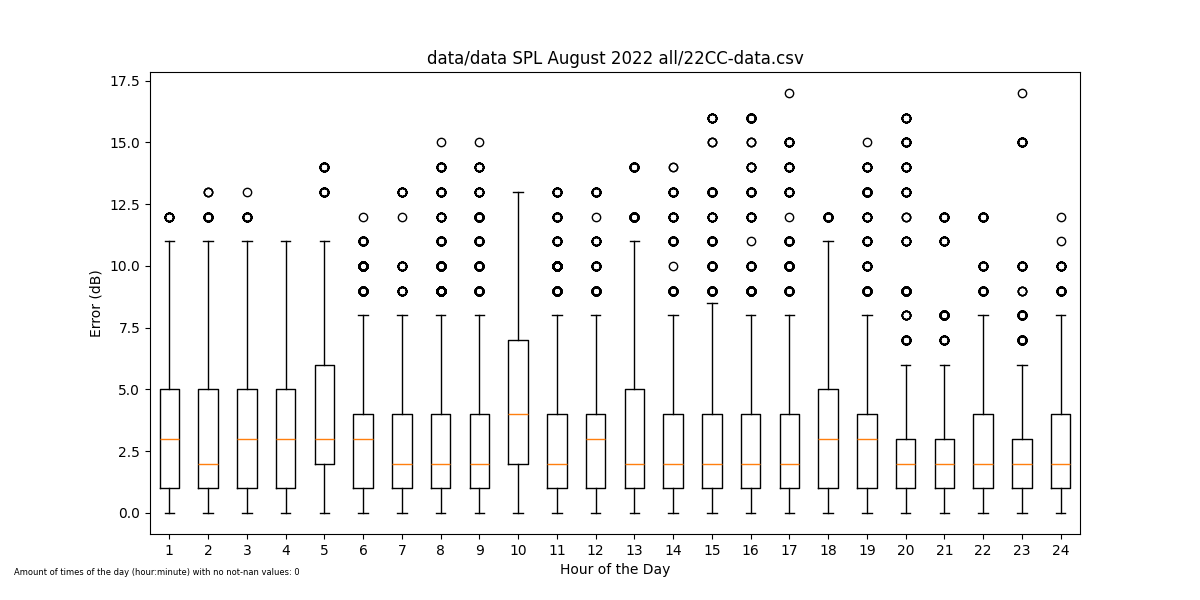 data/data SPL August 2022 all/22CC-data.csv
17.5
15.0
12.5
10.0
7.5
5.0
2.5
0.0
Error (dB)
1 2 3 4 5 6 7 8 9 10 11 12 13 14 15 16 17 18 19 20 21 22 23 24
Hour of the Day
Amount of times of the day (hour:minute) with no not-nan values: 0